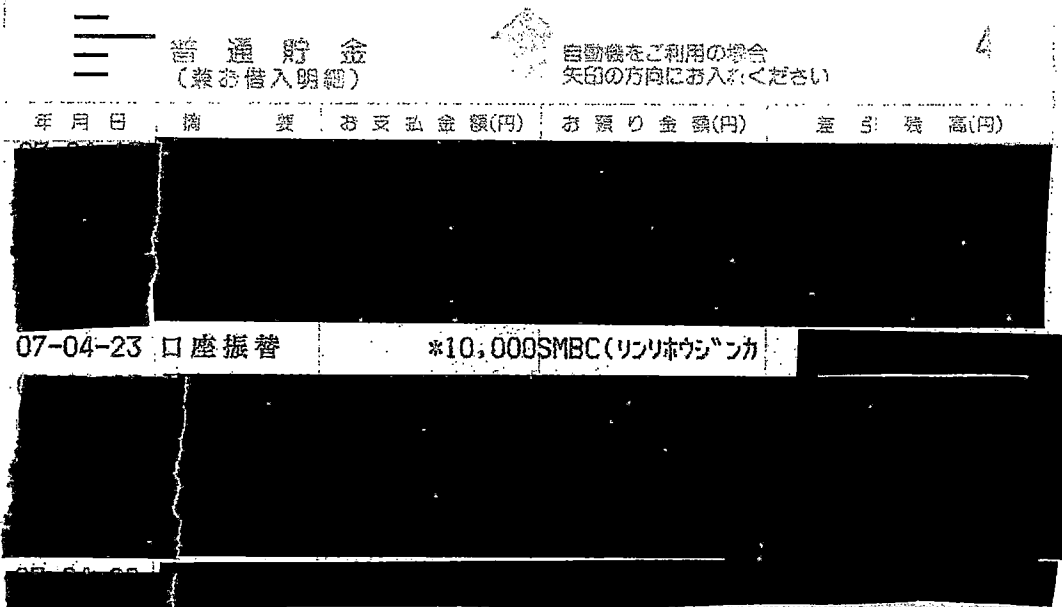 普通貯金
(兼お借入明細)
自動機をご利用の場合
矢印の方向にお入れください
4
年月日 摘要 お支払金額(円) お預り金額(円) 差引残高(円)
07-04-23 口座振替 *10,000 SMBC(リンリホウジンカ